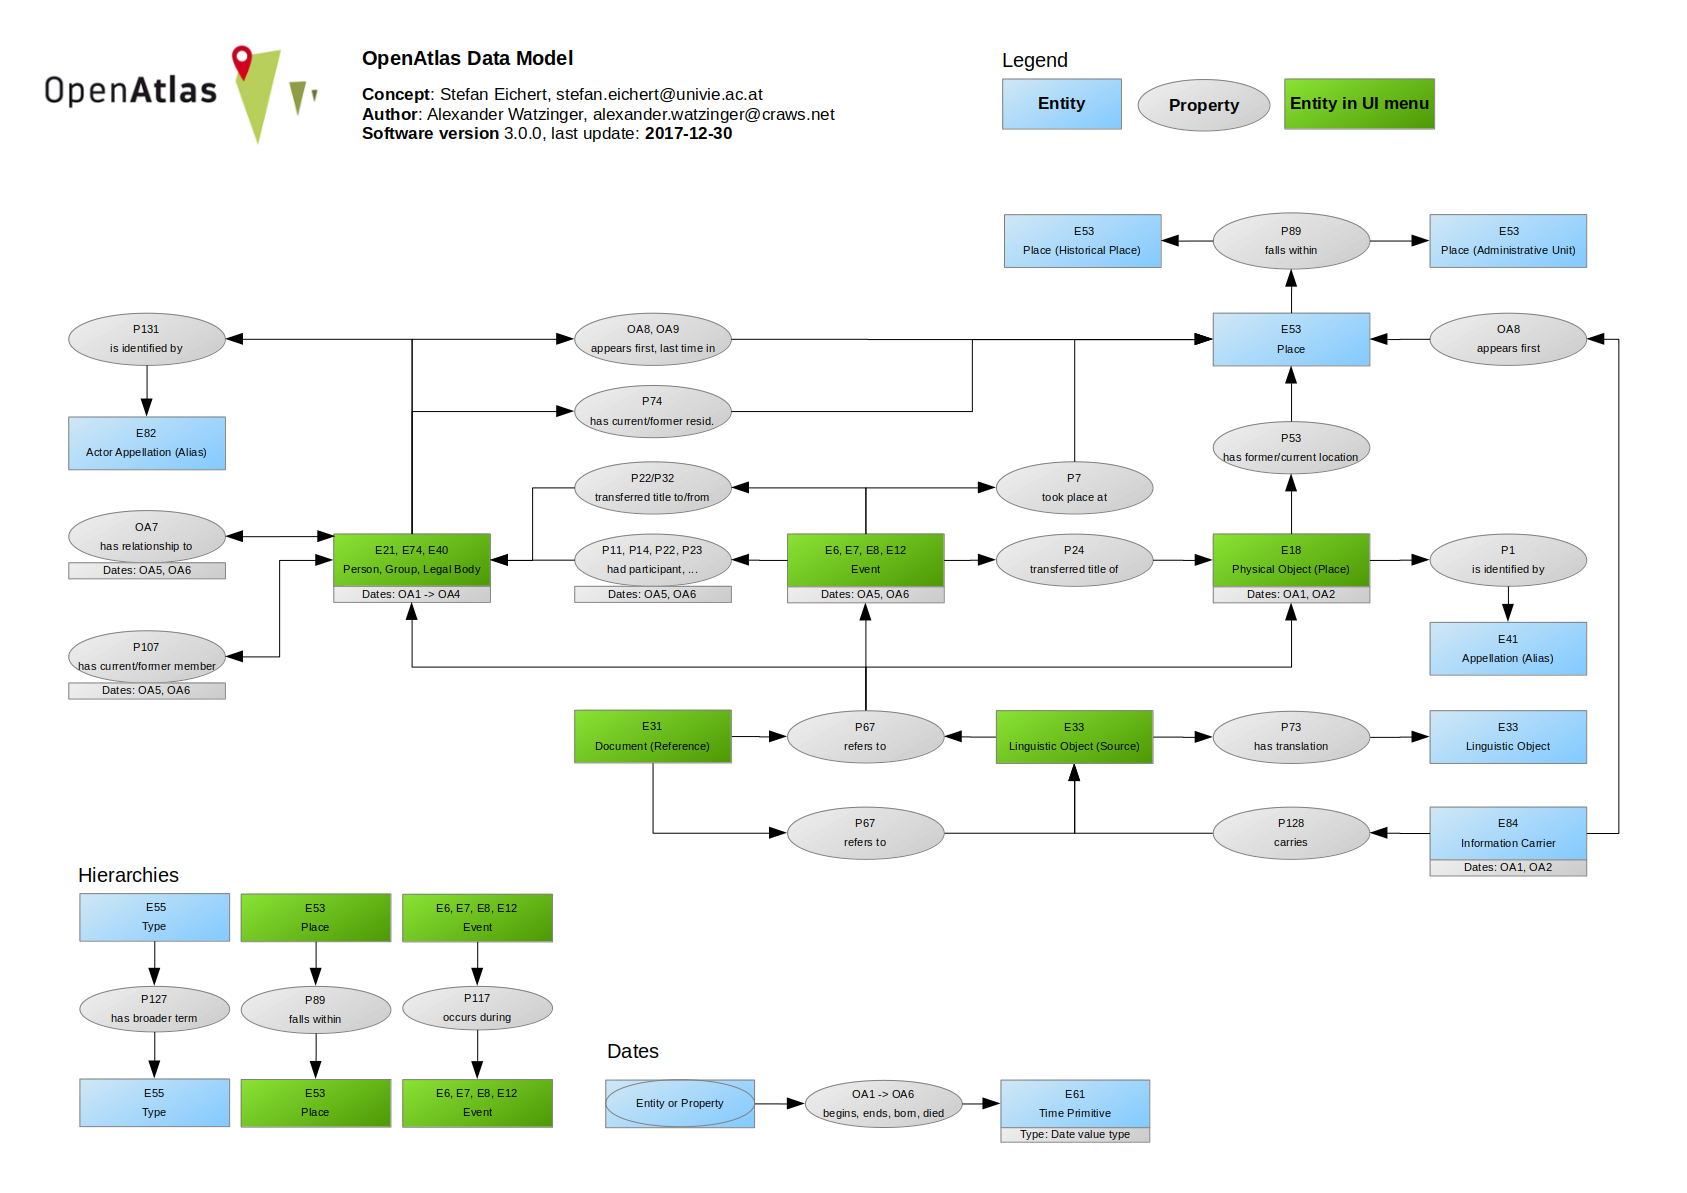 OpenAtlas
OpenAtlas Data Model
Concept: Stefan Eichert, stefan.eichert@univie.ac.at
Author: Alexander Watzinger, alexander.watzinger@craws.net
Software version 3.0.0, last update: 2017-12-30
Legend
Entity
Property
Entity in UI menu
E53
Place (Historical Place)
P89
falls within
E53
Place (Administrative Unit)
P131
is identified by
OA8, OA9
appears first, last time in
E53
Place
OA8
appears first
P74
has current/former resid.
E82
Actor Appellation (Alias)
P53
has former/current location
P22/P32
transferred title to/from
P7
took place at
OA7
has relationship to
Dates: OA5, OA6
E21, E74, E40
Person, Group, Legal Body
Dates: OA1 -> OA4
P11, P14, P22, P23
had participant, ...
Dates: OA5, OA6
E6, E7, E8, E12
Event
Dates: OA5, OA6
P24
transferred title of
E18
Physical Object (Place)
Dates: OA1, OA2
P1
is identified by
P107
has current/former member
Dates: OA5, OA6
E41
Appellation (Alias)
E31
Document (Reference)
P67
refers to
E33
Linguistic Object (Source)
P73
has translation
E33
Linguistic Object
P67
refers to
P128
carries
E84
Information Carrier
Dates: OA1, OA2
Hierarchies
E55
Type
E53
Place
E6, E7, E8, E12
Event
P127
has broader term
P89
falls within
P117
occurs during
E55
Type
E53
Place
E6, E7, E8, E12
Event
Dates
Entity or Property
OA1 -> OA6
begins, ends, born, died
E61
Time Primitive
Type: Date value type